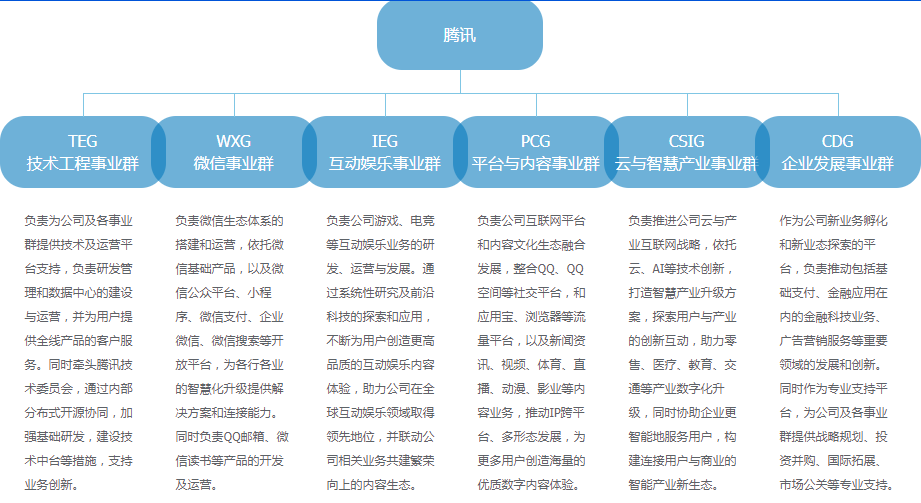 腾讯
TEG
技术工程事业群
WXG
微信事业群
IEG
互动娱乐事业群
PCG
平台与内容事业群
CSIG
云与智慧产业事业群
CDG
企业发展事业群
负责为公司及各事业
群提供技术及运营平
台支持，负责研发管
理和数据中心的建设
与运营，并为用户提
供全线产品的客户服
务。同时牵头腾讯技
术委员会，通过内部
分布式开源协同，加
强基础研发，建设技
术中台等措施，支持
业务创新。
负责微信生态体系的
搭建和运营，依托微
信基础产品，以及微
信公众平台、小程
序、微信支付、企业
微信、微信搜索等开
放平台，为各行各业
的智慧化升级提供解
决方案和连接能力。
同时负责QQ邮箱、微
信读书等产品的开发
及运营。
负责公司游戏、电竞
等互动娱乐业务的研
发、运营与发展。通
过系统性研究及前沿
科技的探索和应用，
不断为用户创造更高
品质的互动娱乐内容
体验，助力公司在全
球互动娱乐领域取得
领先地位，并联动公
司相关业务共建繁荣
向上的内容生态。
负责公司互联网平台
和内容文化生态融合
发展，整合QQ、QQ
空间等社交平台，和
应用宝、浏览器等流
量平台，以及新闻资
讯、视频、体育、直
播、动漫、影业等内
容业务，推动IP跨平
台、多形态发展，为
更多用户创造海量的
优质数字内容体验。
负责推进公司云与产
业互联网战略，依托
云、AI等技术创新，
打造智慧产业升级方
案，探索用户与产业
的创新互动，助力零
售、医疗、教育、交
通等产业数字化升
级，同时协助企业更
智能地服务用户，构
建连接用户与商业的
智能产业新生态。
作为公司新业务孵化
和新业态探索的平
台，负责推动包括基
础支付、金融应用在
内的金融科技业务、
广告营销服务等重要
领域的发展和创新。
同时作为专业支持平
台，为公司及各事业
群提供战略规划、投
资并购、国际拓展、
市场公关等专业支持。